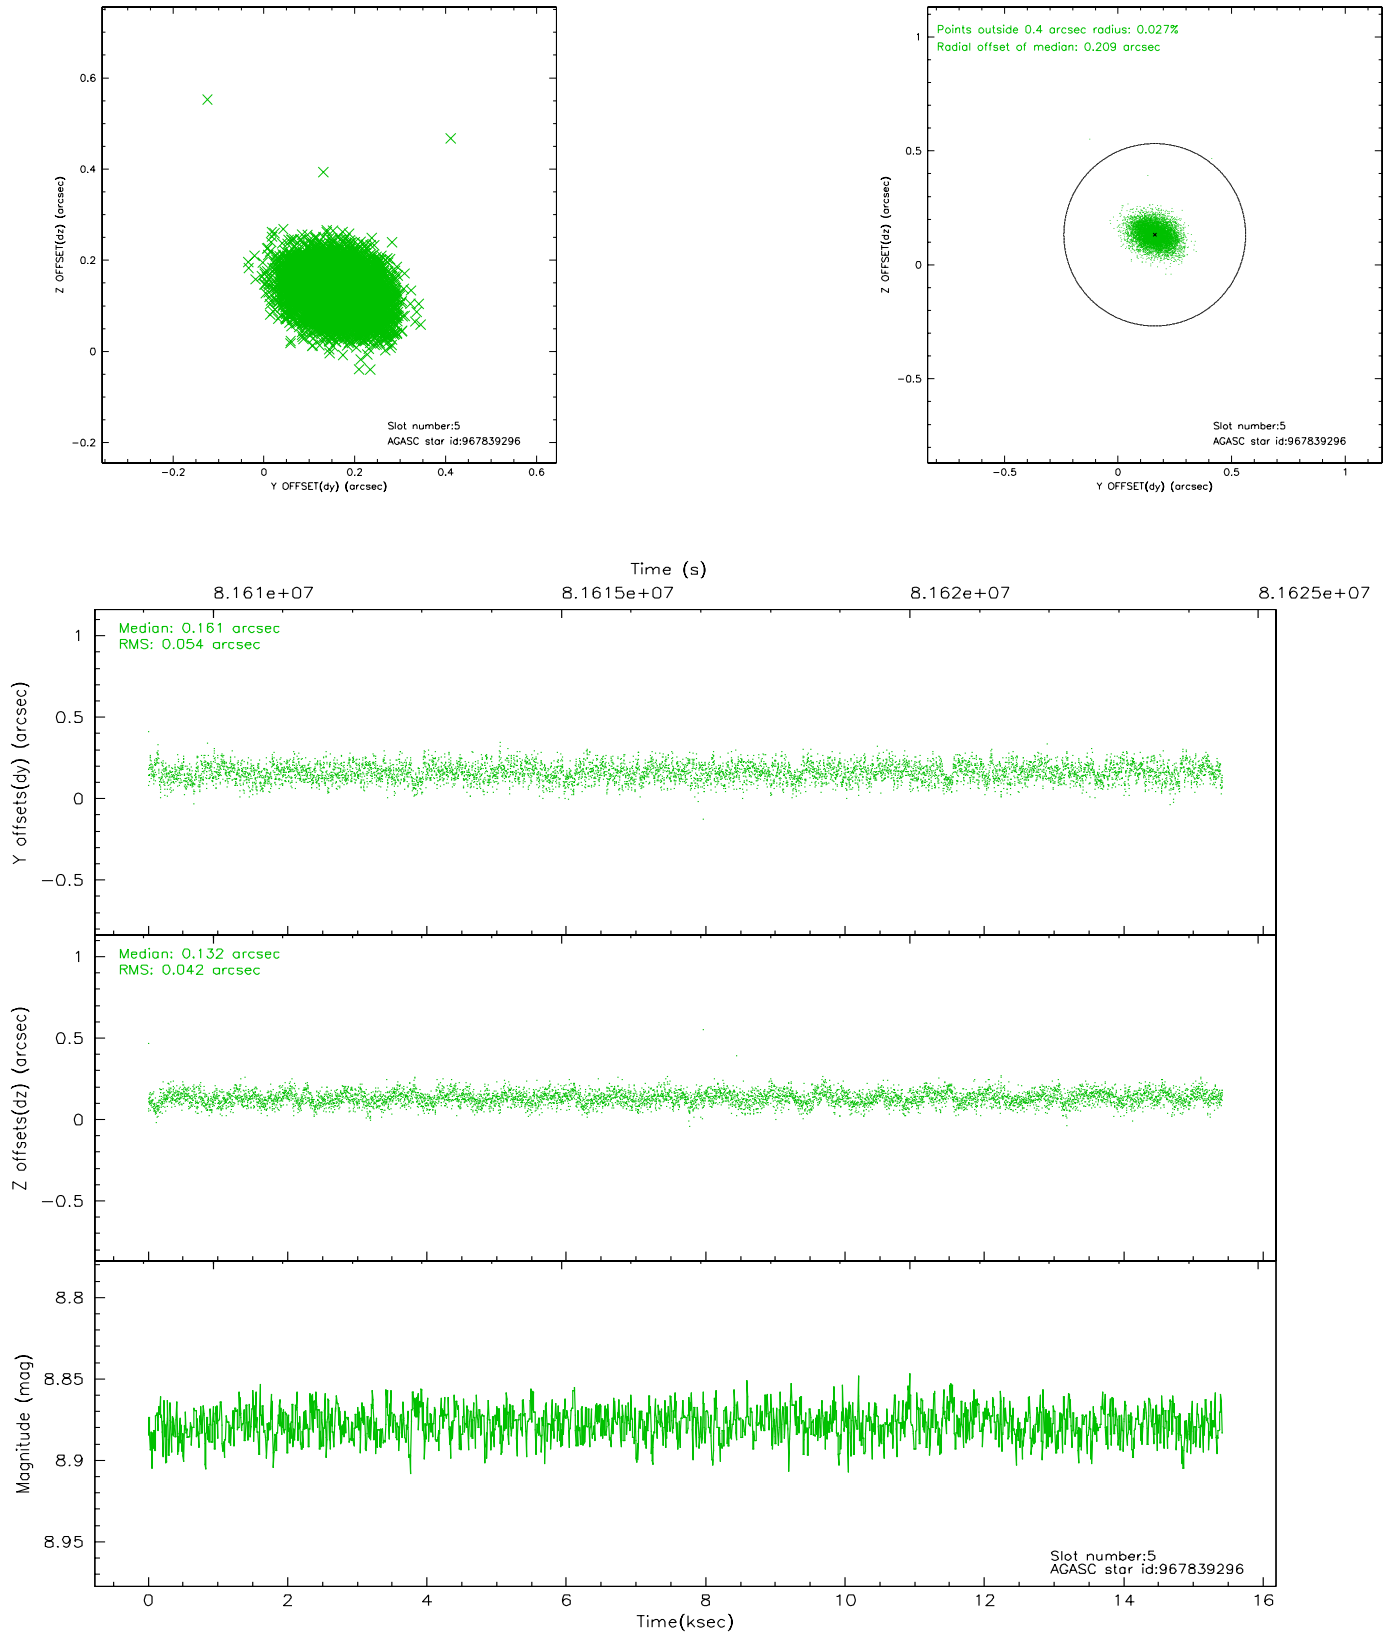 0.6
0.4
0.2
0
−0.2
Z OFFSET(dz) (arcsec)
Slot number:5
AGASC star id:967839296
−0.2 0 0.2 0.4 0.6
Y OFFSET(dy) (arcsec)
Points outside 0.4 arcsec radius: 0.027%
Radial offset of median: 0.209 arcsec
1
0.5
0
−0.5
Z OFFSET(dz) (arcsec)
Slot number:5
AGASC star id:967839296
−0.5 0 0.5 1
Y OFFSET(dy) (arcsec)
Time (s)
8.161e+07 8.1615e+07 8.162e+07 8.1625e+07
Median: 0.161 arcsec
RMS: 0.054 arcsec
1
0.5
0
−0.5
Y offsets(dy) (arcsec)
Median: 0.132 arcsec
RMS: 0.042 arcsec
1
0.5
0
−0.5
Z offsets(dz) (arcsec)
8.8
8.85
8.9
8.95
Magnitude (mag)
Slot number:5
AGASC star id:967839296
0 2 4 6 8 10 12 14 16
Time(ksec)